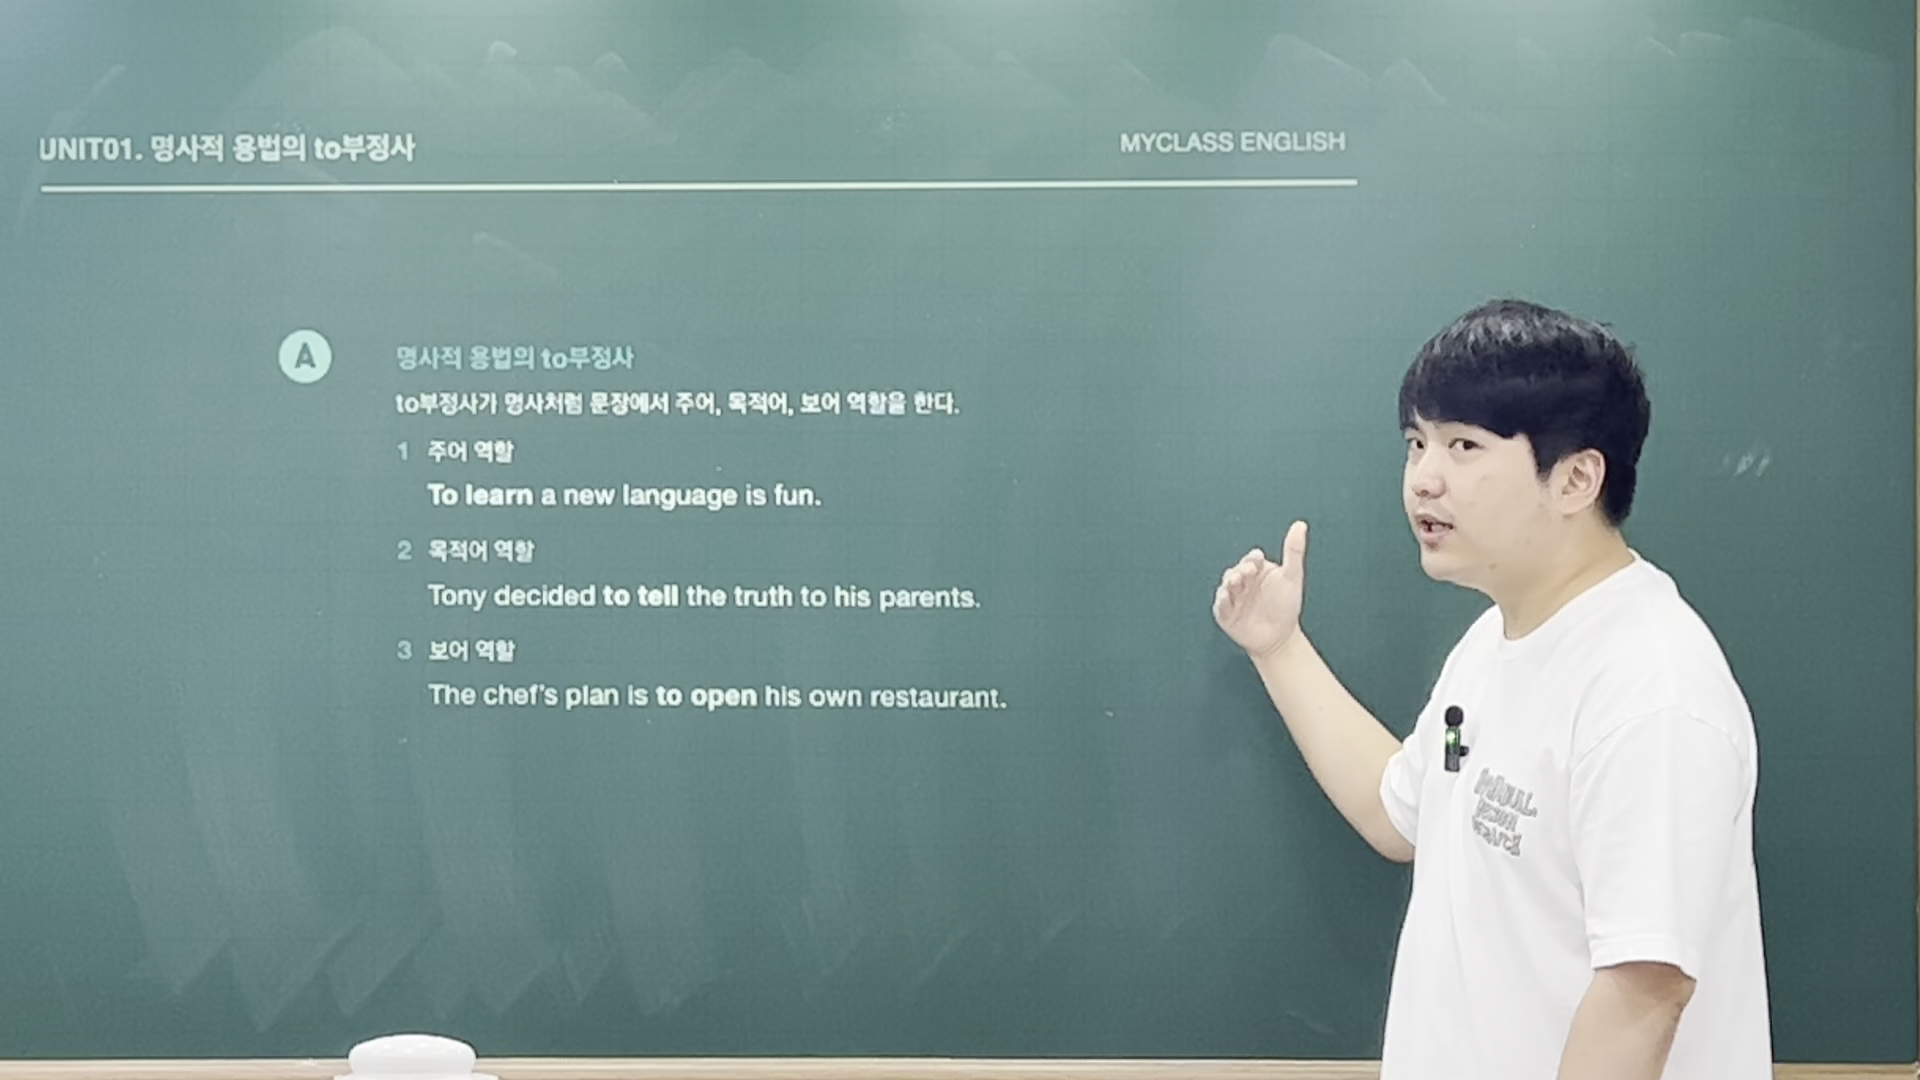 UNIT01. 명사적 용법의 to부정사
MYCLASS ENGLISH
A
명사적 용법의 to부정사
to부정사가 명사처럼 문장에서 주어, 목적어, 보어 역할을 한다.
1 주어 역할
To learn a new language is fun.
2 목적어 역할
Tony decided to tell the truth to his parents.
3 보어 역할
The chef's plan is to open his own restaurant.